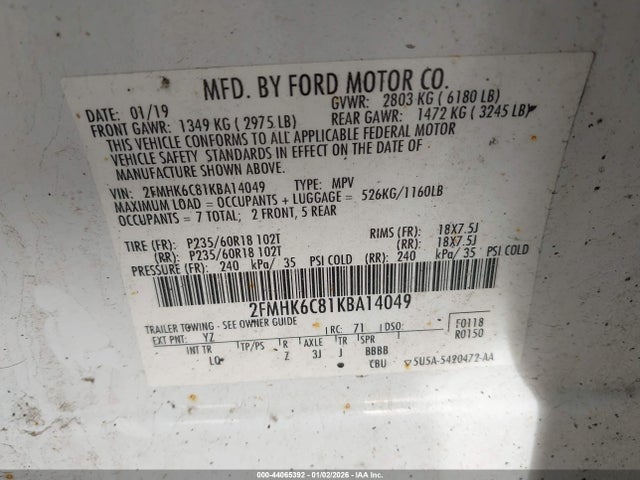 MFD. BY FORD MOTOR CO.
DATE: 01/19 GVWR: 2803 KG ( 6180 LB)
FRONT GAWR: 1349 KG ( 2975 LB) REAR GAWR: 1472 KG ( 3245 LB)
THIS VEHICLE CONFORMS TO ALL APPLICABLE FEDERAL MOTOR
VEHICLE SAFETY STANDARDS IN EFFECT ON THE DATE OF
MANUFACTURE SHOWN ABOVE.
VIN: 2FMHK6C81KBA14049 TYPE: MPV
MAXIMUM LOAD = OCCUPANTS + LUGGAGE = 526KG/1160LB
OCCUPANTS = 7 TOTAL; 2 FRONT, 5 REAR
TIRE (FR): P235/60R18 102T RIMS (FR): 18X7.5J
(RR): P235/60R18 102T (RR): 18X7.5J
PRESSURE (FR): 240 kPa/ 35 PSI COLD (RR): 240 kPa/ 35 PSI COLD
2FMHK6C81KBA14049
TRAILER TOWING - SEE OWNER GUIDE
EXT PNT: YZ RC: 71 DSO: F0118
INT TR TP/PS R AXLE TR SPR R0150
LQ Z 3J J BBBB
CBU 5USA-5420472-AA
000-44065392 - 01/02/2026 - IAAI.COM